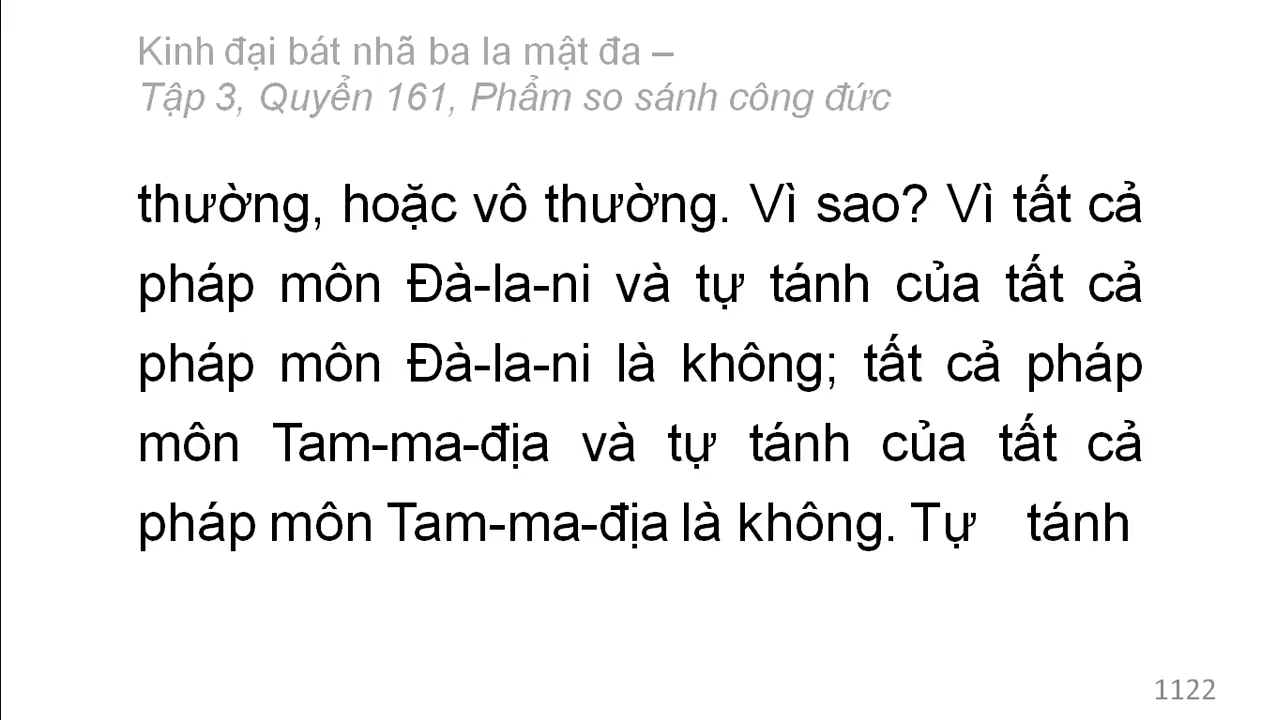 Kinh đại bát nhã ba la mật đa –
Tập 3, Quyển 161, Phẩm so sánh công đức
thường, hoặc vô thường. Vì sao? Vì tất cả
pháp môn Đà-la-ni và tự tánh của tất cả
pháp môn Đà-la-ni là không; tất cả pháp
môn Tam-ma-địa và tự tánh của tất cả
pháp môn Tam-ma-địa là không. Tự tánh
1122